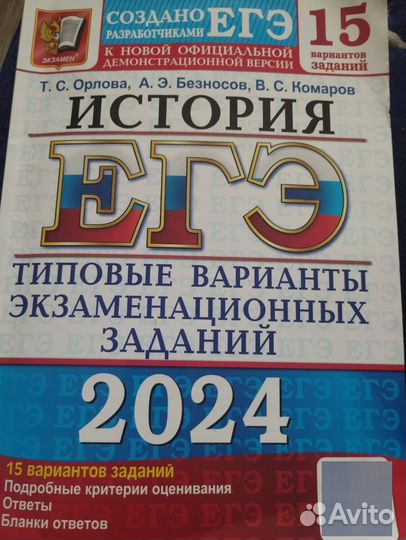 СОЗДАНО
РАЗРАБОТЧИКАМИ ЕГЭ
К НОВОЙ ОФИЦИАЛЬНОЙ
ДЕМОНСТРАЦИОННОЙ ВЕРСИИ
15
вариантов
заданий
ЭКЗАМЕН
Т. С. Орлова, А. Э. Безносов, В. С. Комаров
ИСТОРИЯ
ЕГЭ
ТИПОВЫЕ ВАРИАНТЫ
ЭКЗАМЕНАЦИОННЫХ
ЗАДАНИЙ
2024
15 вариантов заданий
Подробные критерии оценивания
Ответы
Бланки ответов
Avito